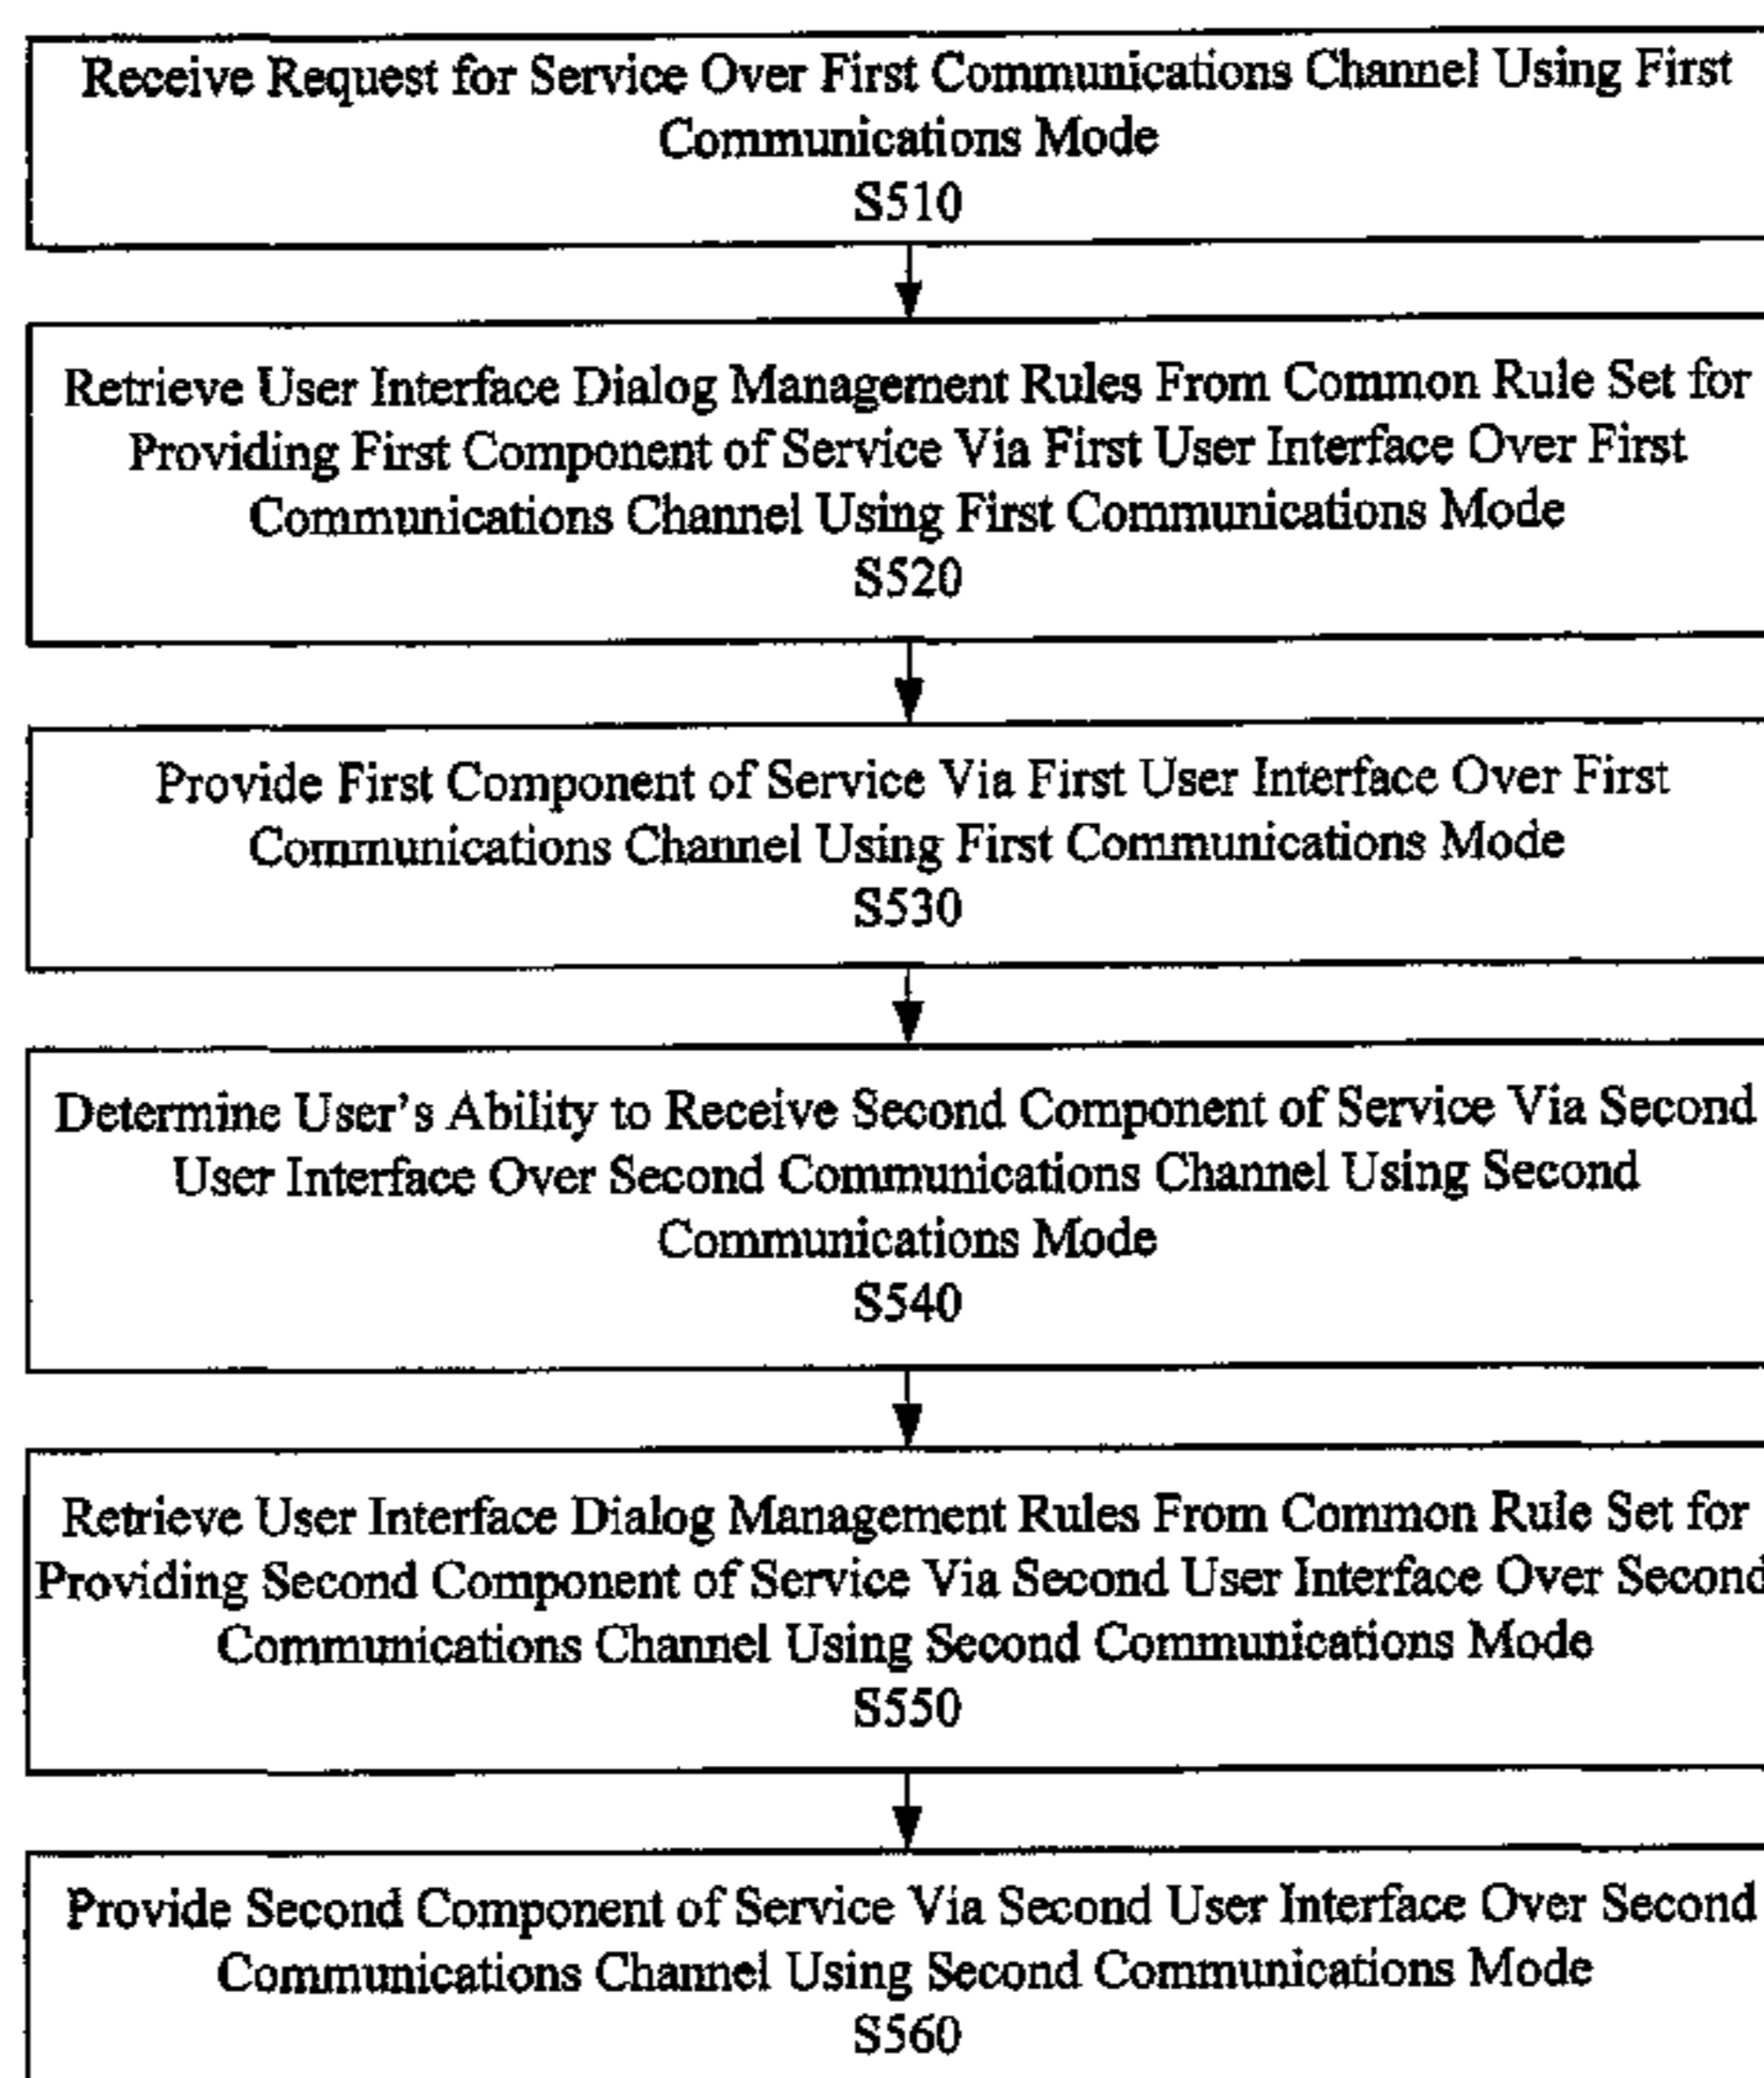 Receive Request for Service Over First Communications Channel Using First
Communications Mode
S510
Retrieve User Interface Dialog Management Rules From Common Rule Set for
Providing First Component of Service Via First User Interface Over First
Communications Channel Using First Communications Mode
S520
Provide First Component of Service Via First User Interface Over First
Communications Channel Using First Communications Mode
S530
Determine User's Ability to Receive Second Component of Service Via Second
User Interface Over Second Communications Channel Using Second
Communications Mode
S540
Retrieve User Interface Dialog Management Rules From Common Rule Set for
Providing Second Component of Service Via Second User Interface Over Second
Communications Channel Using Second Communications Mode
S550
Provide Second Component of Service Via Second User Interface Over Second
Communications Channel Using Second Communications Mode
S560